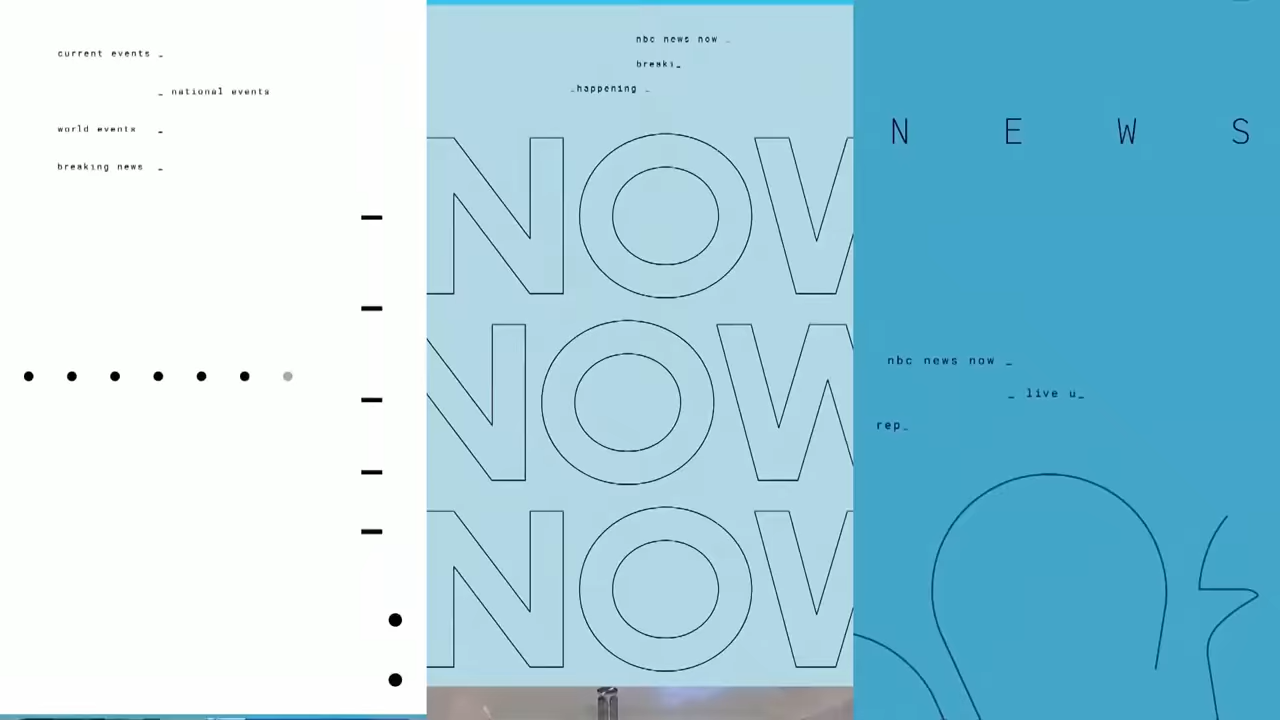 current events _
_ national events
world events _
breaking news _
nbc news now _
breaki_
_happening _
NOW
NOW
NOW
N E W S
nbc news now _
_ live u_
rep_